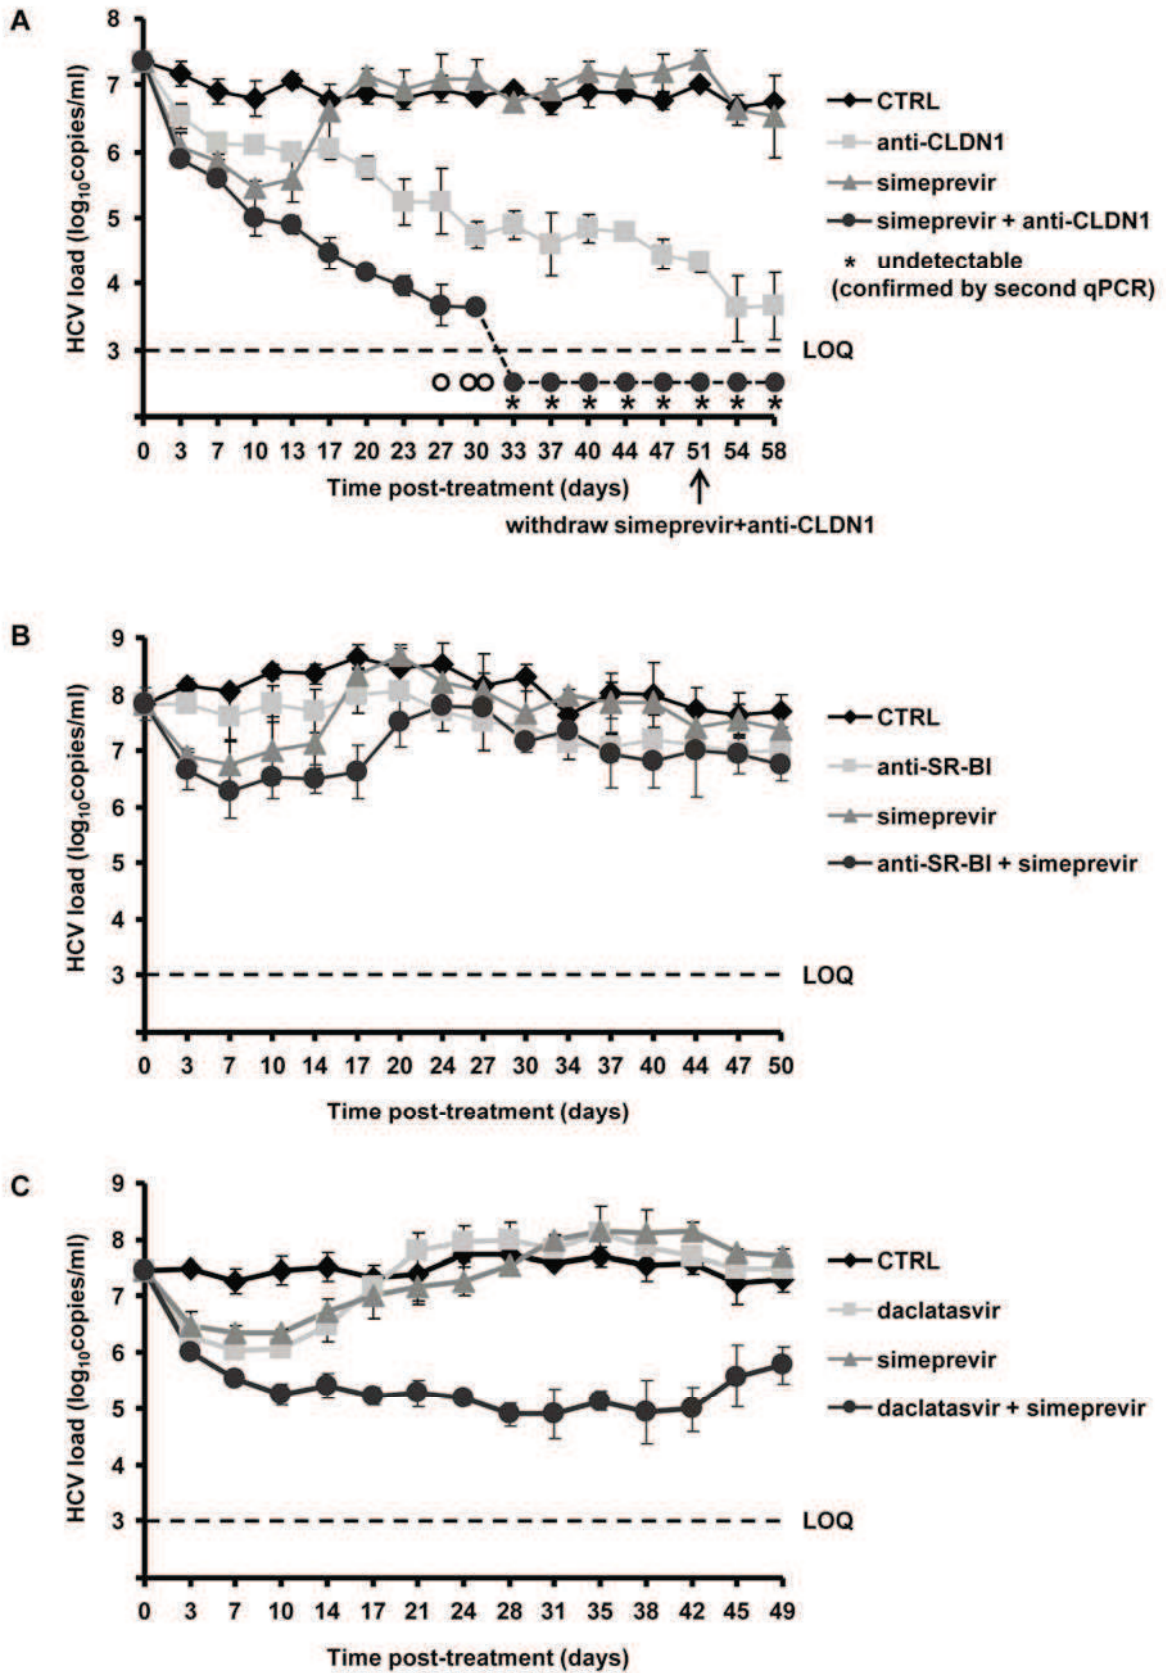 A
HCV load (log10copies/ml)
8
7
6
5
4
3
0 3 7 10 13 17 20 23 27 30 33 37 40 44 47 51 54 58
Time post-treatment (days)
withdraw simeprevir+anti-CLDN1
CTRL
anti-CLDN1
simeprevir
simeprevir + anti-CLDN1
* undetectable
(confirmed by second qPCR)
LOQ
* * * * * * * *
B
HCV load (log10copies/ml)
9
8
7
6
5
4
3
0 3 7 10 14 17 20 24 27 30 34 37 40 44 47 50
Time post-treatment (days)
CTRL
anti-SR-BI
simeprevir
anti-SR-BI + simeprevir
LOQ
C
HCV load (log10copies/ml)
9
8
7
6
5
4
3
0 3 7 10 14 17 21 24 28 31 35 38 42 45 49
Time post-treatment (days)
CTRL
daclatasvir
simeprevir
daclatasvir + simeprevir
LOQ